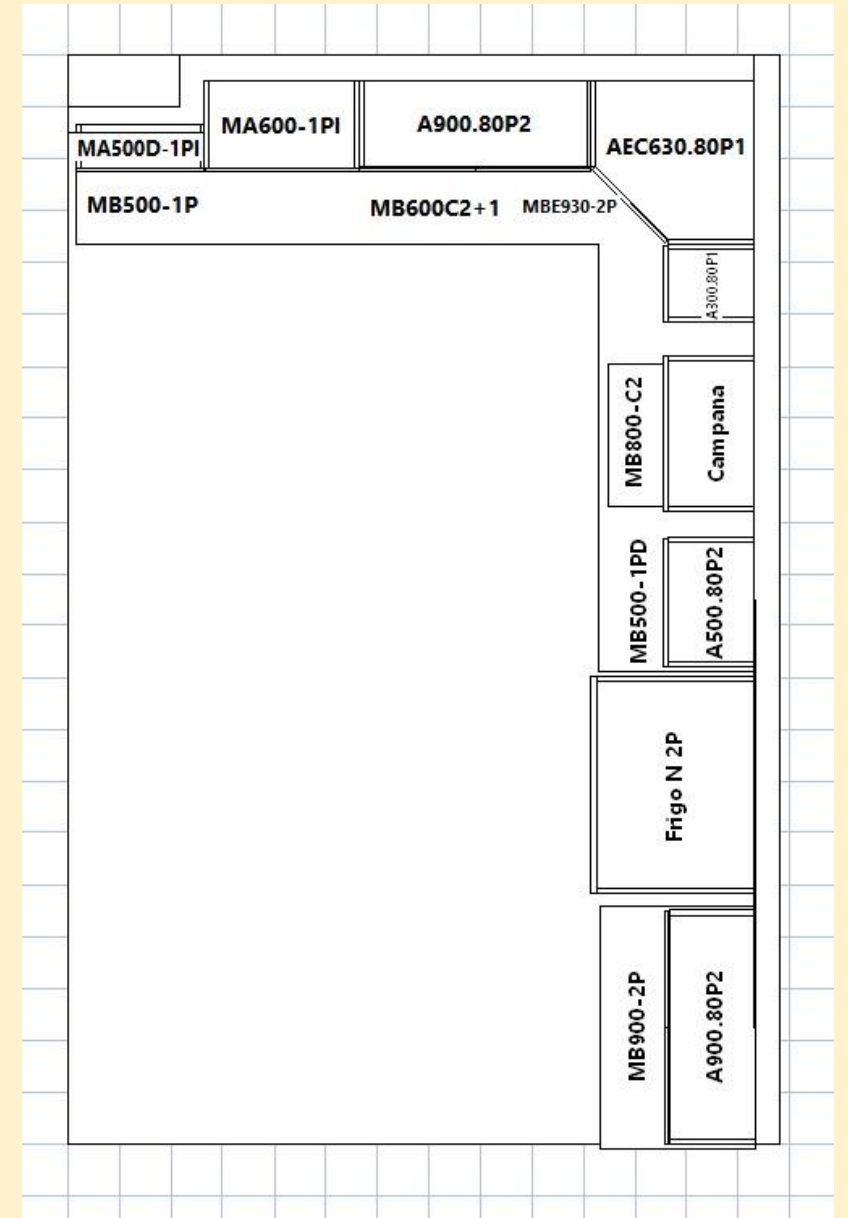 MA600-1PI
A900.80P2
MA500D-1PI
AEC630.80P1
MB500-1P
MB600C2+1
MBE930-2P
A300.80P1
MB800-C2
Campana
MB500-1PD
A500.80P2
Frigo N 2P
MB900-2P
A900.80P2